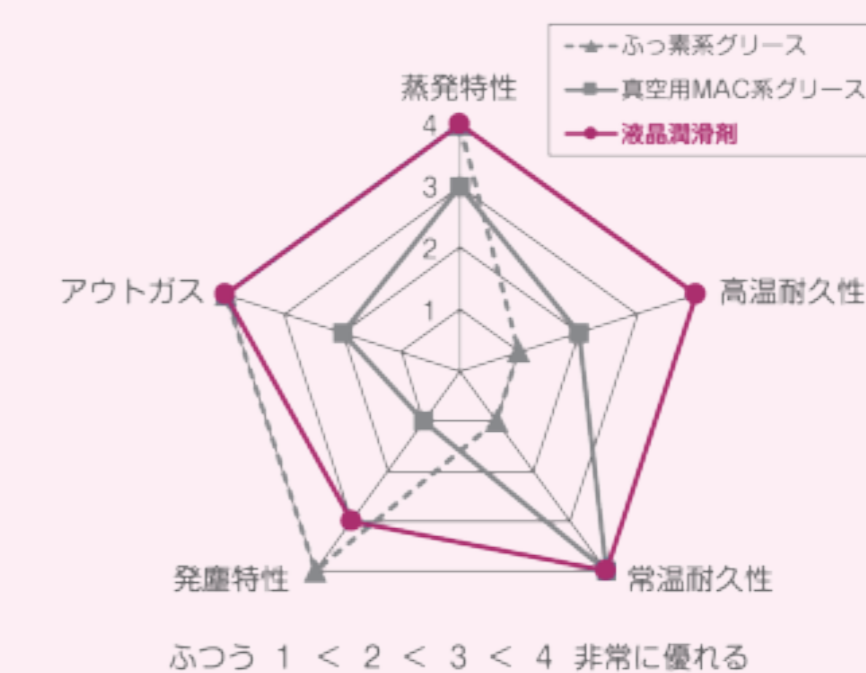 ふっ素系グリース
真空用MAC系グリース
液晶潤滑剤
蒸発特性
4
3
2
1
アウトガス
高温耐久性
発塵特性
常温耐久性
ふつう 1 < 2 < 3 < 4 非常に優れる